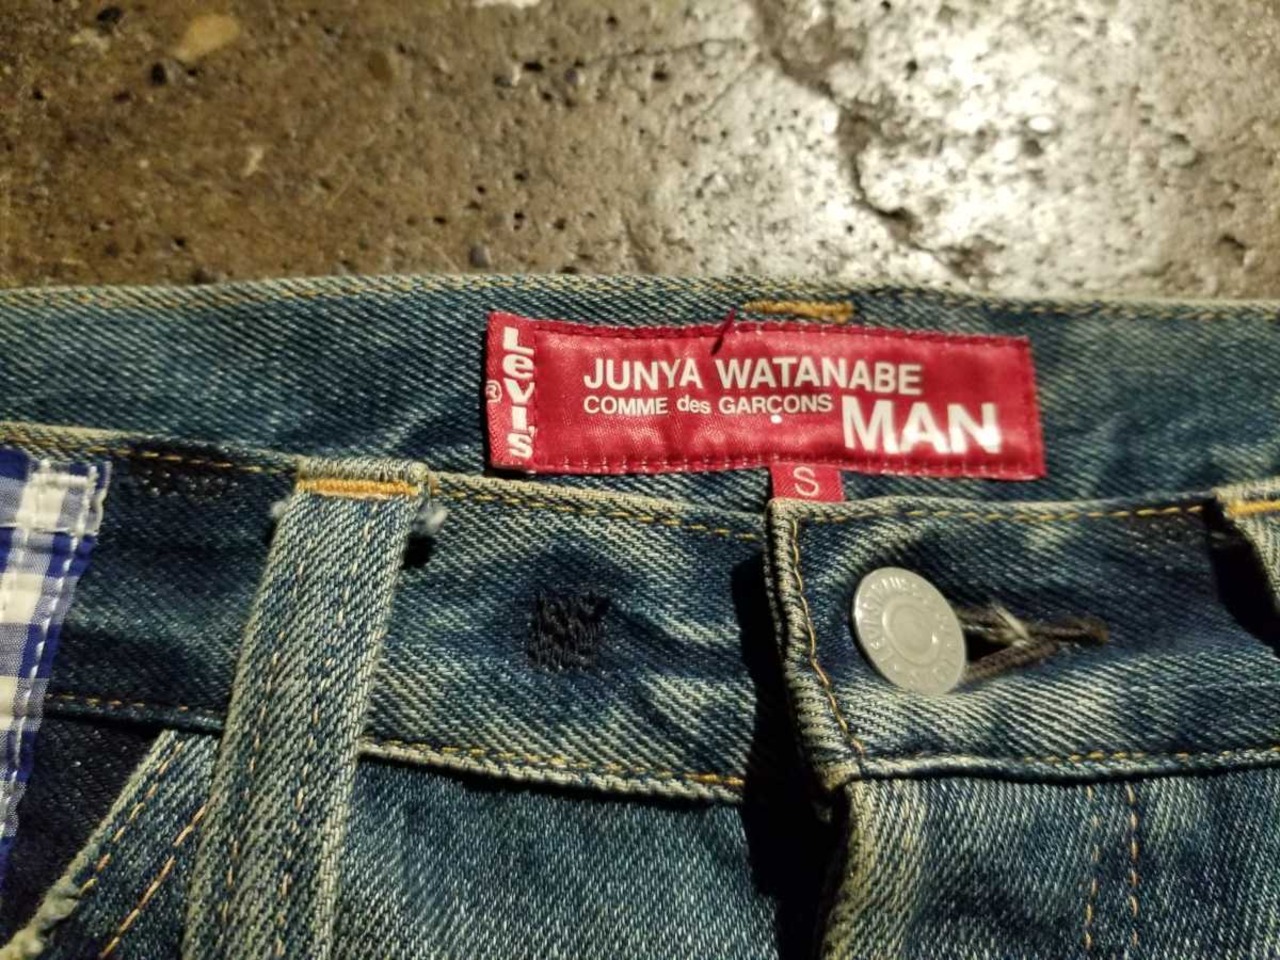 Levi's
®
JUNYA WATANABE
COMME des GARÇONS
MAN
S